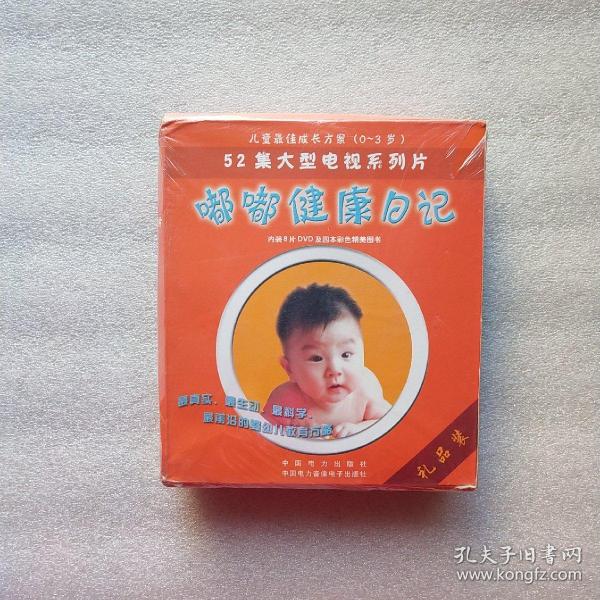 儿童最佳成长方案(0~3岁)
52集大型电视系列片
嘟嘟健康日记
内装8片DVD及四本彩色精美图书
最真实、最生动、最科学、
最前沿的婴幼儿教育方案
礼品装
中国电力出版社
中国电力音像电子出版社
孔夫子旧书网
www.kongfz.com